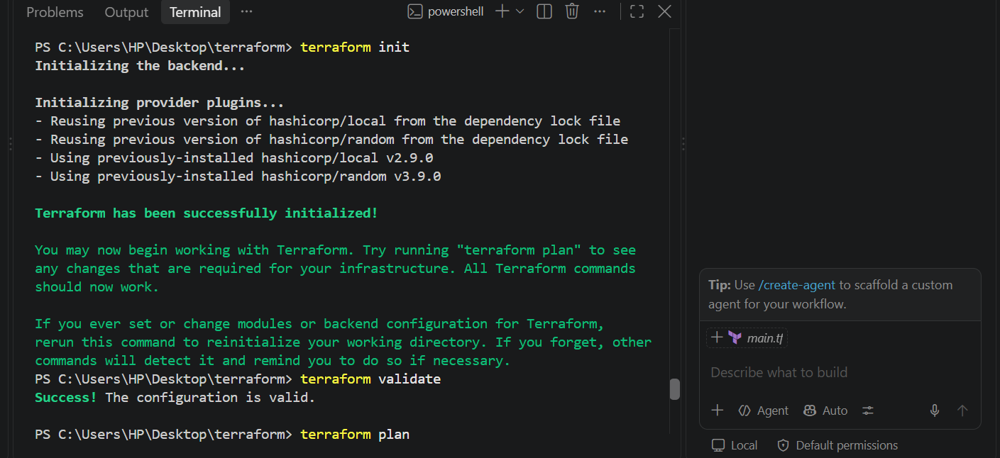 Problems Output Terminal ··· powershell
PS C:\Users\HP\Desktop\terraform> terraform init
Initializing the backend...
Initializing provider plugins...
- Reusing previous version of hashicorp/local from the dependency lock file
- Reusing previous version of hashicorp/random from the dependency lock file
- Using previously-installed hashicorp/local v2.9.0
- Using previously-installed hashicorp/random v3.9.0
Terraform has been successfully initialized!
You may now begin working with Terraform. Try running "terraform plan" to see
any changes that are required for your infrastructure. All Terraform commands
should now work.
If you ever set or change modules or backend configuration for Terraform,
rerun this command to reinitialize your working directory. If you forget, other
commands will detect it and remind you to do so if necessary.
PS C:\Users\HP\Desktop\terraform> terraform validate
Success! The configuration is valid.
PS C:\Users\HP\Desktop\terraform> terraform plan
Tip: Use /create-agent to scaffold a custom
agent for your workflow.
main.tf
Describe what to build
Agent Auto
Local Default permissions